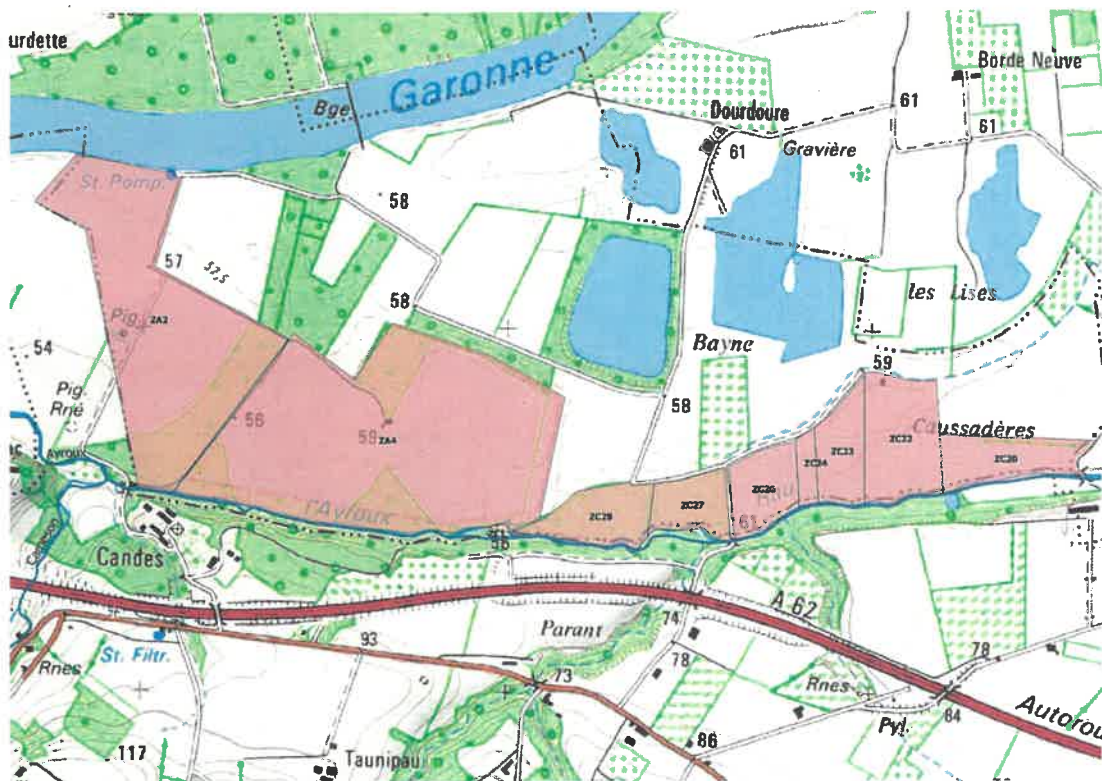 urdette
Garonne
Bge
Borde Neuve
Dourdoure
61
61
61
Gravière
St. Pomp.
58
57
52,5
58
les Lises
Pig.
ZA2
54
Bayne
59
Pig
Rne
56
59
ZA4
58
Caussadères
ZC22
ZC23
ZC24
ZC20
Ayroux
ZC26
l'Ayroux
ZC28
ZC27
61
56
Candes
A 62
Parant
74
93
St. Filtr.
Rnes
78
78
73
Rnes
Pyl.
84
Autorou
117
86
Taunipau